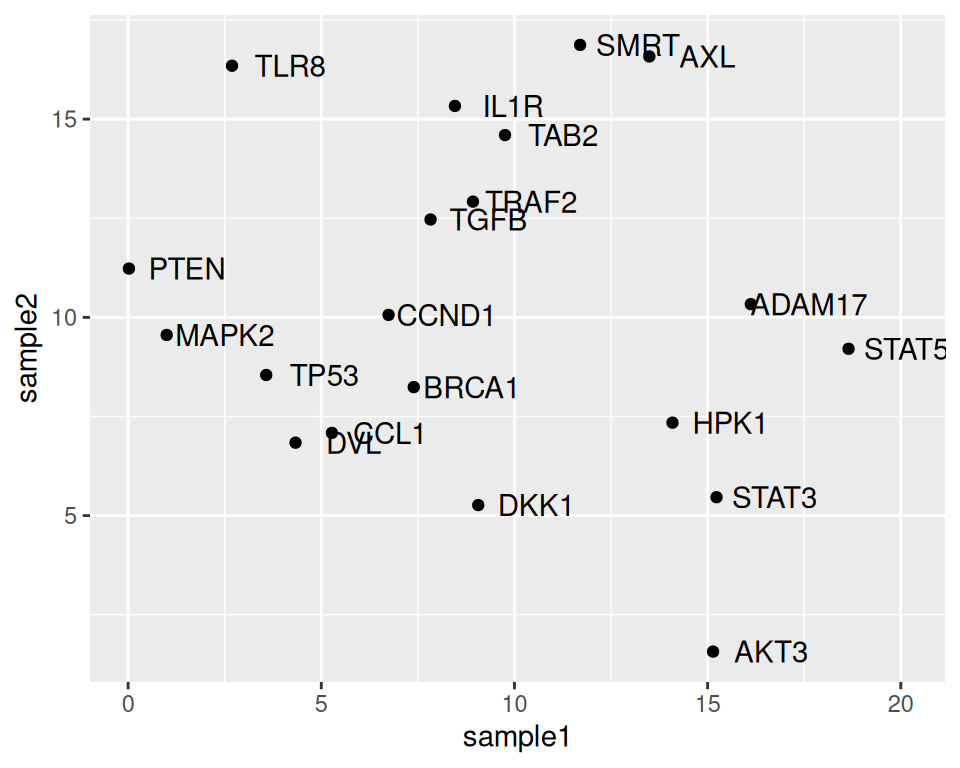 SMRT
AXL
TLR8
IL1R
TAB2
TRAF2
TGFB
PTEN
ADAM17
CCND1
MAPK2
STAT5
TP53
BRCA1
HPK1
CCL1
DVL
STAT3
DKK1
AKT3
15
10
5
sample2
0
5
10
15
20
sample1